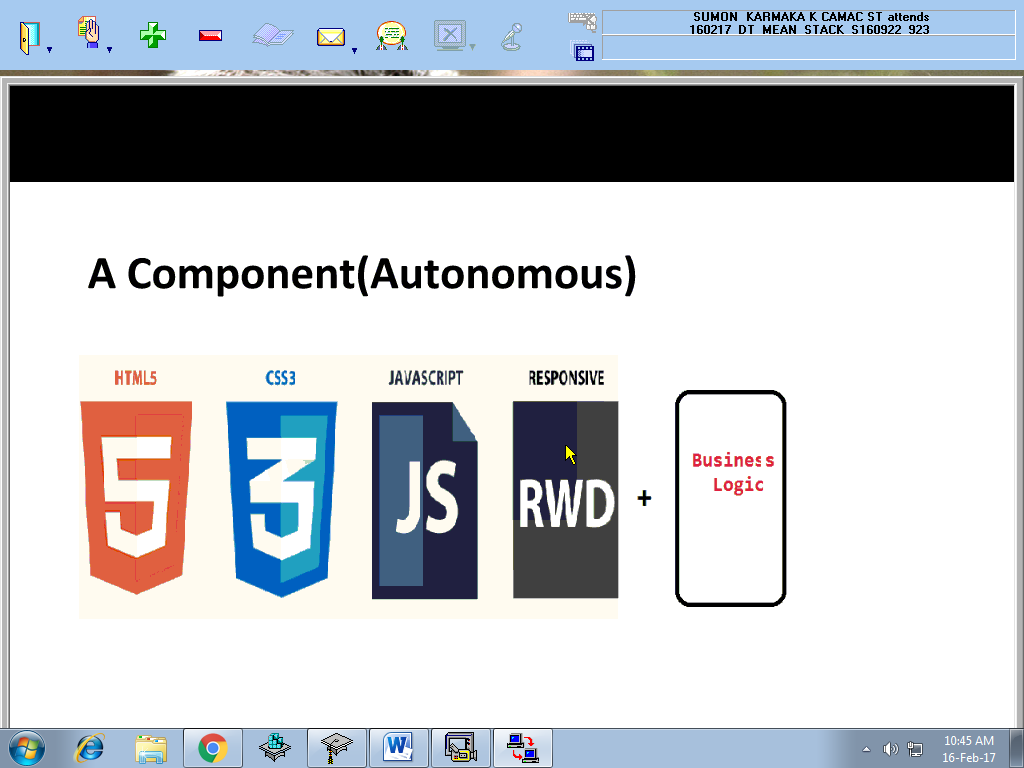 SUMON KARMAKA K CAMAC ST attends
160217 DT MEAN STACK S160922 923
A Component(Autonomous)
HTML5 CSS3 JAVASCRIPT RESPONSIVE
5 3 JS RWD
+
Business
Logic
10:45 AM
16-Feb-17